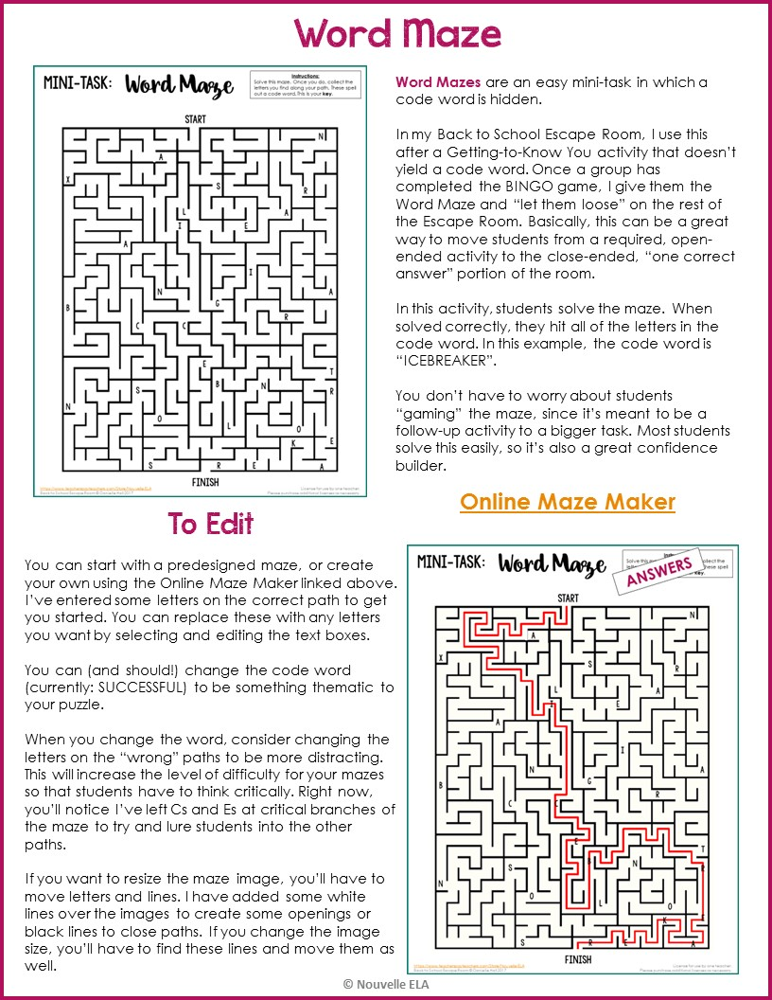 Word Maze
MINI-TASK: Word Maze
Instructions:
Solve this maze. Once you do, collect the
letters you find along your path. These spell
out a code word. This is your key.
START
N
A
X
S
R
L
A
I
E
A
I
N
A
G
B
R
C
C
E
T
S
B
N
R
N
O
L
O
K
E
S
R
E
A
FINISH
Word Mazes are an easy mini-task in which a
code word is hidden.
In my Back to School Escape Room, I use this
after a Getting-to-Know You activity that doesn't
yield a code word. Once a group has
completed the BINGO game, I give them the
Word Maze and “let them loose” on the rest of
the Escape Room. Basically, this can be a great
way to move students from a required, open-
ended activity to the close-ended, “one correct
answer” portion of the room.
In this activity, students solve the maze. When
solved correctly, they hit all of the letters in the
code word. In this example, the code word is
“ICEBREAKER”.
You don't have to worry about students
“gaming” the maze, since it's meant to be a
follow-up activity to a bigger task. Most students
solve this easily, so it's also a great confidence
builder.
Online Maze Maker
To Edit
You can start with a predesigned maze, or create
your own using the Online Maze Maker linked above.
I've entered some letters on the correct path to get
you started. You can replace these with any letters
you want by selecting and editing the text boxes.
You can (and should!) change the code word
(currently: SUCCESSFUL) to be something thematic to
your puzzle.
When you change the word, consider changing the
letters on the “wrong” paths to be more distracting.
This will increase the level of difficulty for your mazes
so that students have to think critically. Right now,
you'll notice I've left Cs and Es at critical branches of
the maze to try and lure students into the other
paths.
If you want to resize the maze image, you'll have to
move letters and lines. I have added some white
lines over the images to create some openings or
black lines to close paths. If you change the image
size, you'll have to find these lines and move them as
well.
MINI-TASK: Word Maze
Solve this
ANSWERS
collect the
These spell
key.
START
N
A
X
S
R
L
A
I
E
A
I
N
A
G
B
R
C
E
E
T
S
B
N
R
N
O
L
O
K
E
S
R
E
A
FINISH
© Nouvelle ELA